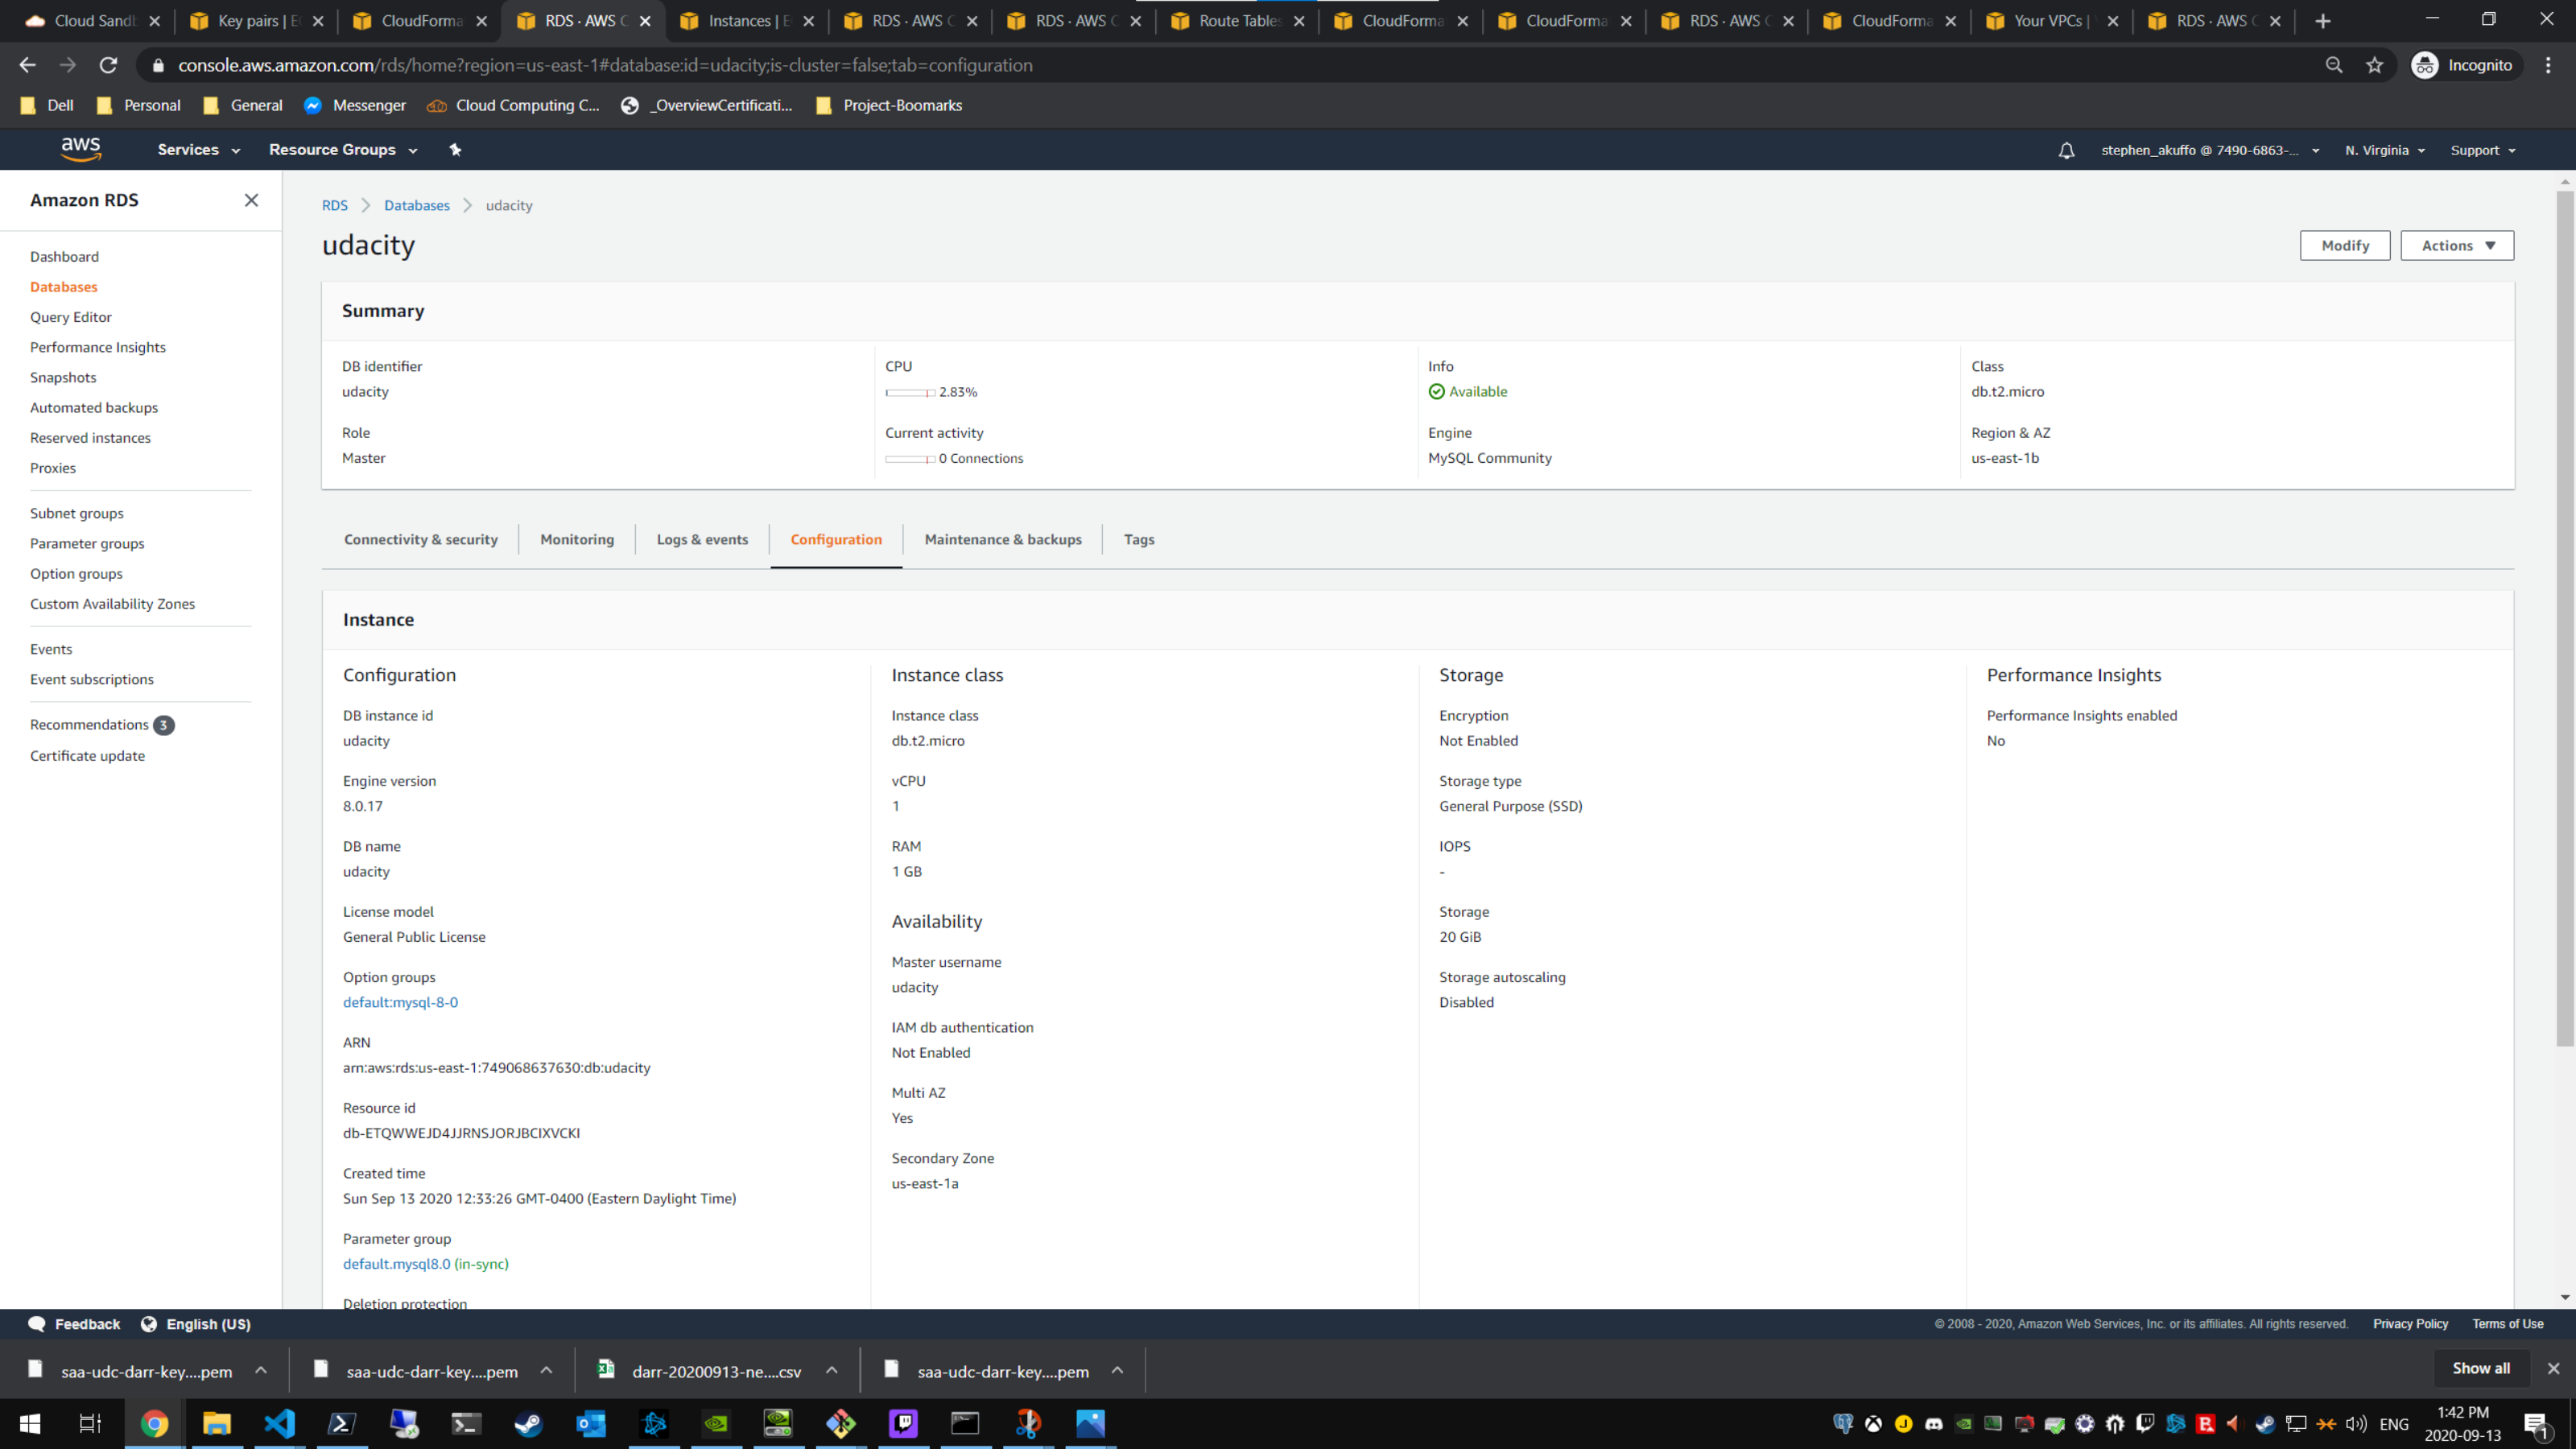 Cloud Sandb
Key pairs | E
CloudForma
RDS · AWS C
Instances | E
RDS · AWS C
RDS · AWS C
Route Tables
CloudForma
CloudForma
RDS · AWS C
CloudForma
Your VPCs |
RDS · AWS C
console.aws.amazon.com/rds/home?region=us-east-1#database:id=udacity;is-cluster=false;tab=configuration
Incognito
Dell
Personal
General
Messenger
Cloud Computing C...
_OverviewCertificati...
Project-Boomarks
aws
Services
Resource Groups
stephen_akuffo @ 7490-6863-...
N. Virginia
Support
Amazon RDS
Dashboard
Databases
Query Editor
Performance Insights
Snapshots
Automated backups
Reserved instances
Proxies
Subnet groups
Parameter groups
Option groups
Custom Availability Zones
Events
Event subscriptions
Recommendations 3
Certificate update
RDS > Databases > udacity
udacity
Modify
Actions
Summary
DB identifier
udacity
Role
Master
CPU
2.83%
Current activity
0 Connections
Info
Available
Engine
MySQL Community
Class
db.t2.micro
Region & AZ
us-east-1b
Connectivity & security
Monitoring
Logs & events
Configuration
Maintenance & backups
Tags
Instance
Configuration
DB instance id
udacity
Engine version
8.0.17
DB name
udacity
License model
General Public License
Option groups
default:mysql-8-0
ARN
arn:aws:rds:us-east-1:749068637630:db:udacity
Resource id
db-ETQWWEJD4JJRNSJORJBCIXVCKI
Created time
Sun Sep 13 2020 12:33:26 GMT-0400 (Eastern Daylight Time)
Parameter group
default.mysql8.0 (in-sync)
Deletion protection
Instance class
Instance class
db.t2.micro
vCPU
1
RAM
1 GB
Availability
Master username
udacity
IAM db authentication
Not Enabled
Multi AZ
Yes
Secondary Zone
us-east-1a
Storage
Encryption
Not Enabled
Storage type
General Purpose (SSD)
IOPS
-
Storage
20 GiB
Storage autoscaling
Disabled
Performance Insights
Performance Insights enabled
No
Feedback
English (US)
© 2008 - 2020, Amazon Web Services, Inc. or its affiliates. All rights reserved.
Privacy Policy
Terms of Use
saa-udc-darr-key....pem
saa-udc-darr-key....pem
darr-20200913-ne....csv
saa-udc-darr-key....pem
Show all
ENG
1:42 PM
2020-09-13
1